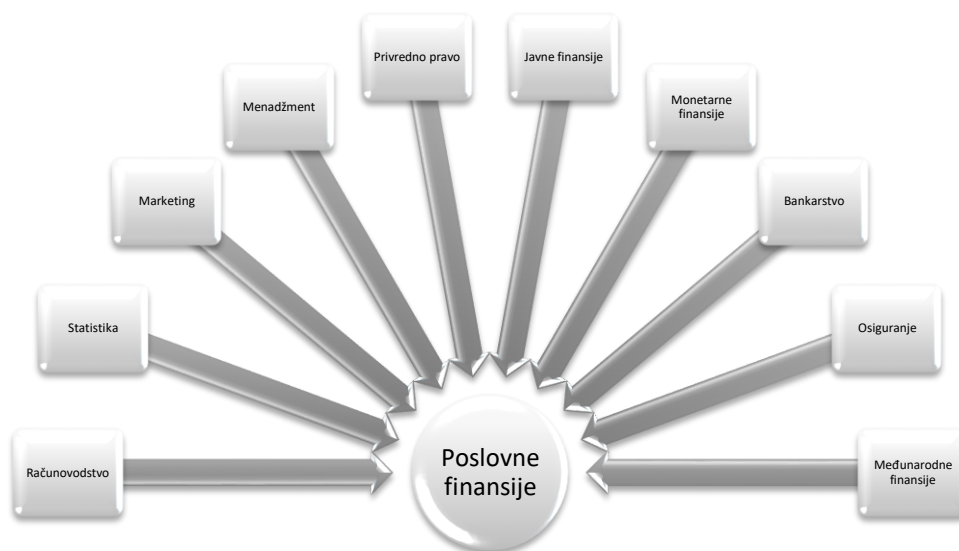 Privredno pravo
Javne finansije
Menadžment
Monetarne
finansije
Marketing
Bankarstvo
Statistika
Osiguranje
Računovodstvo
Poslovne
finansije
Međunarodne
finansije